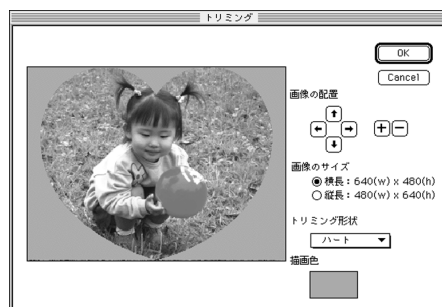 トリミング
OK
Cancel
画像の配置
画像のサイズ
横長：640(w) x 480(h)
縦長：480(w) x 640(h)
トリミング形状
ハート
描画色